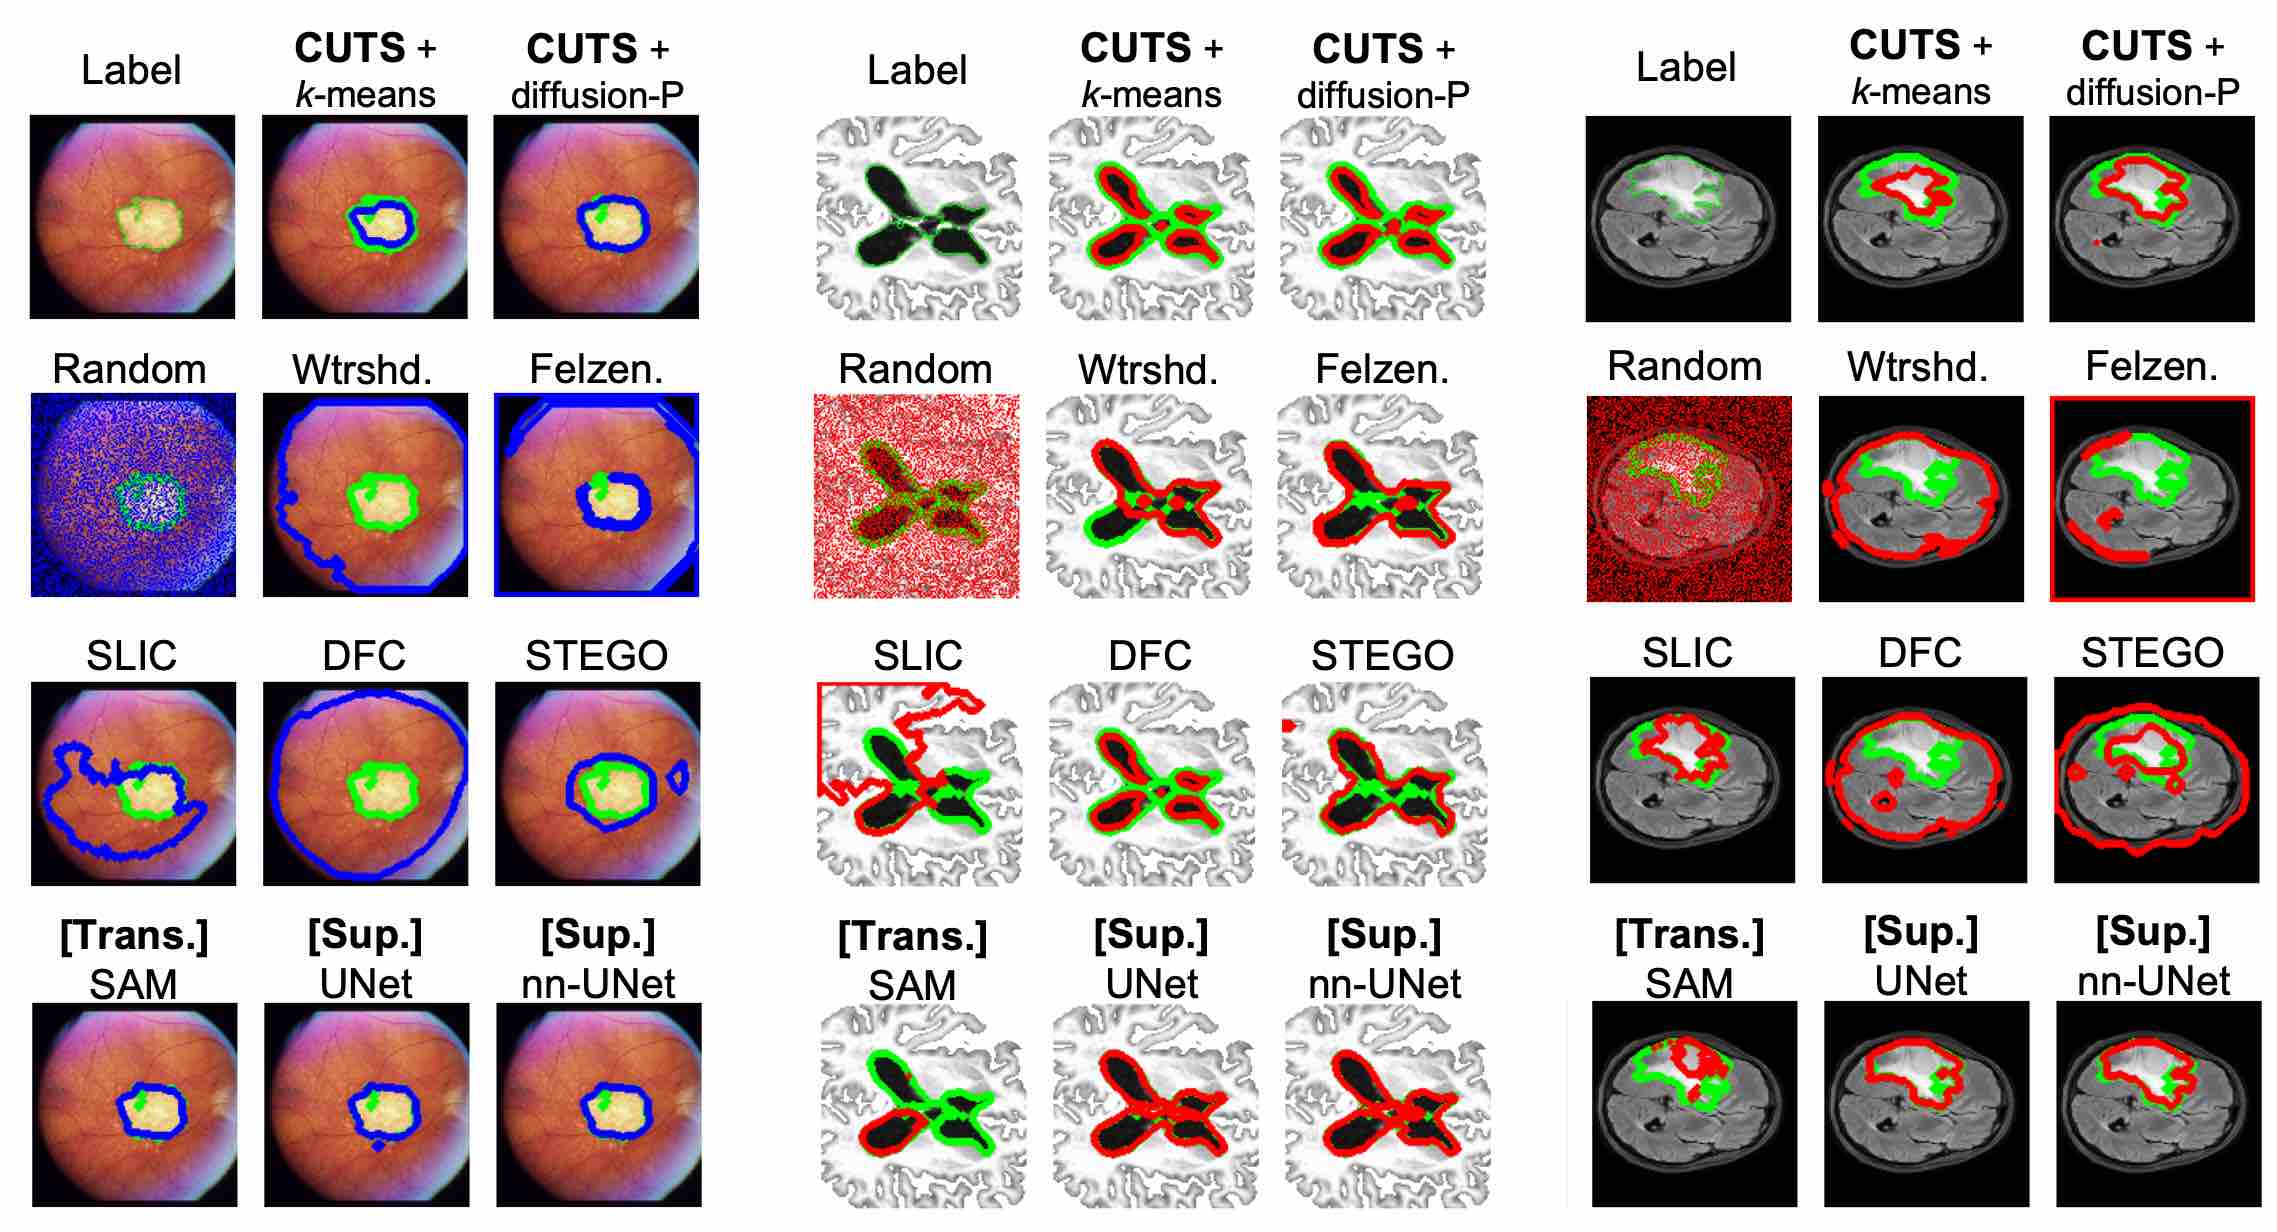 Label
CUTS +
k-means
CUTS +
diffusion-P
Random
Wtrshd.
Felzen.
SLIC
DFC
STEGO
[Trans.]
SAM
[Sup.]
UNet
[Sup.]
nn-UNet
Label
CUTS +
k-means
CUTS +
diffusion-P
Random
Wtrshd.
Felzen.
SLIC
DFC
STEGO
[Trans.]
SAM
[Sup.]
UNet
[Sup.]
nn-UNet
Label
CUTS +
k-means
CUTS +
diffusion-P
Random
Wtrshd.
Felzen.
SLIC
DFC
STEGO
[Trans.]
SAM
[Sup.]
UNet
[Sup.]
nn-UNet